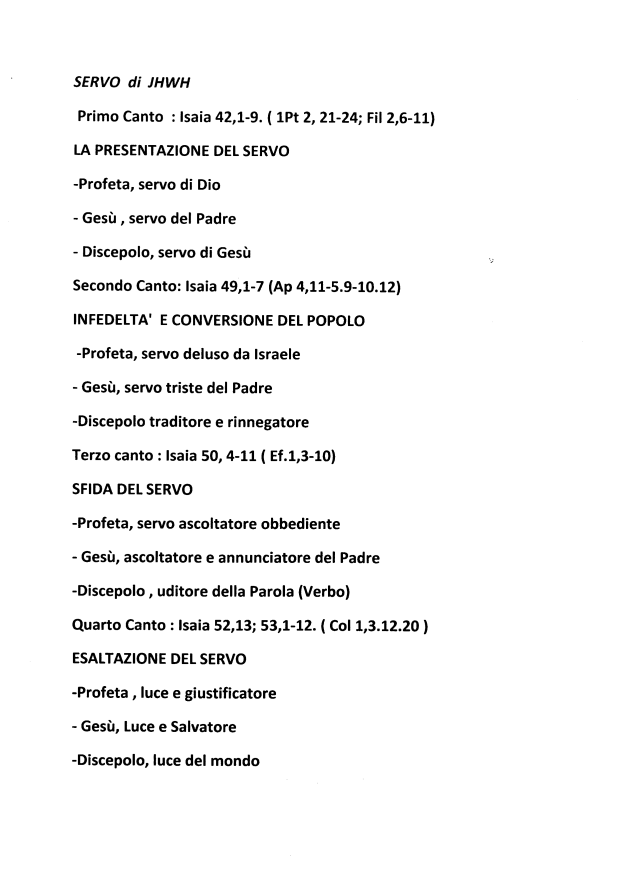 SERVO di JHWH
Primo Canto : Isaia 42,1-9. ( 1Pt 2, 21-24; Fil 2,6-11)
LA PRESENTAZIONE DEL SERVO
-Profeta, servo di Dio
- Gesù , servo del Padre
- Discepolo, servo di Gesù
Secondo Canto: Isaia 49,1-7 (Ap 4,11-5.9-10.12)
INFEDELTA' E CONVERSIONE DEL POPOLO
-Profeta, servo deluso da Israele
- Gesù, servo triste del Padre
-Discepolo traditore e rinnegatore
Terzo canto : Isaia 50, 4-11 ( Ef.1,3-10)
SFIDA DEL SERVO
-Profeta, servo ascoltatore obbediente
- Gesù, ascoltatore e annunciatore del Padre
-Discepolo , uditore della Parola (Verbo)
Quarto Canto : Isaia 52,13; 53,1-12. ( Col 1,3.12.20 )
ESALTAZIONE DEL SERVO
-Profeta , luce e giustificatore
- Gesù, Luce e Salvatore
-Discepolo, luce del mondo